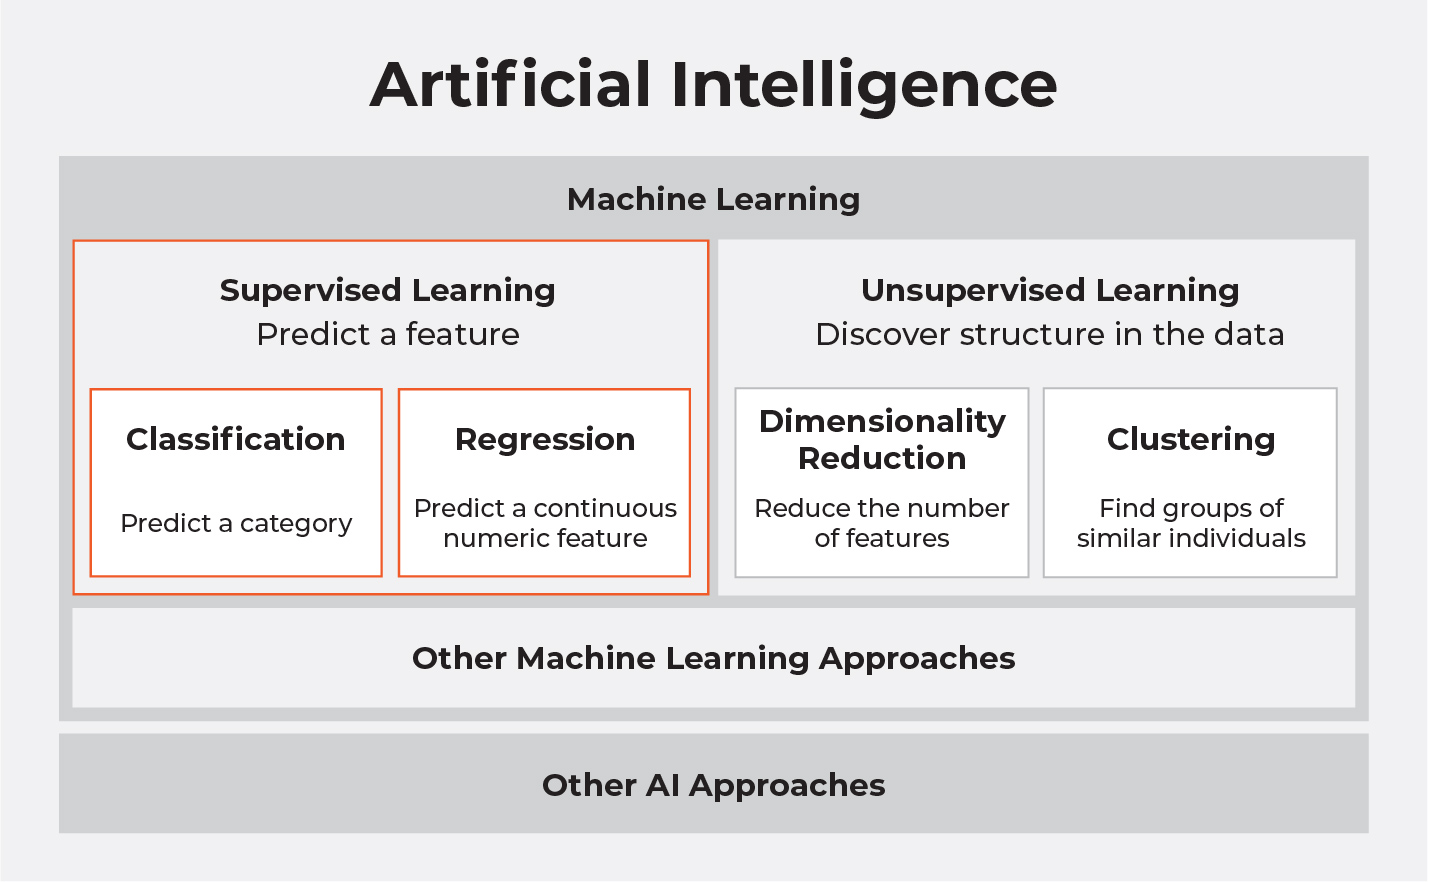 Artificial Intelligence
Machine Learning
Supervised Learning
Predict a feature
Classification
Predict a category
Regression
Predict a continuous
numeric feature
Unsupervised Learning
Discover structure in the data
Dimensionality
Reduction
Reduce the number
of features
Clustering
Find groups of
similar individuals
Other Machine Learning Approaches
Other AI Approaches